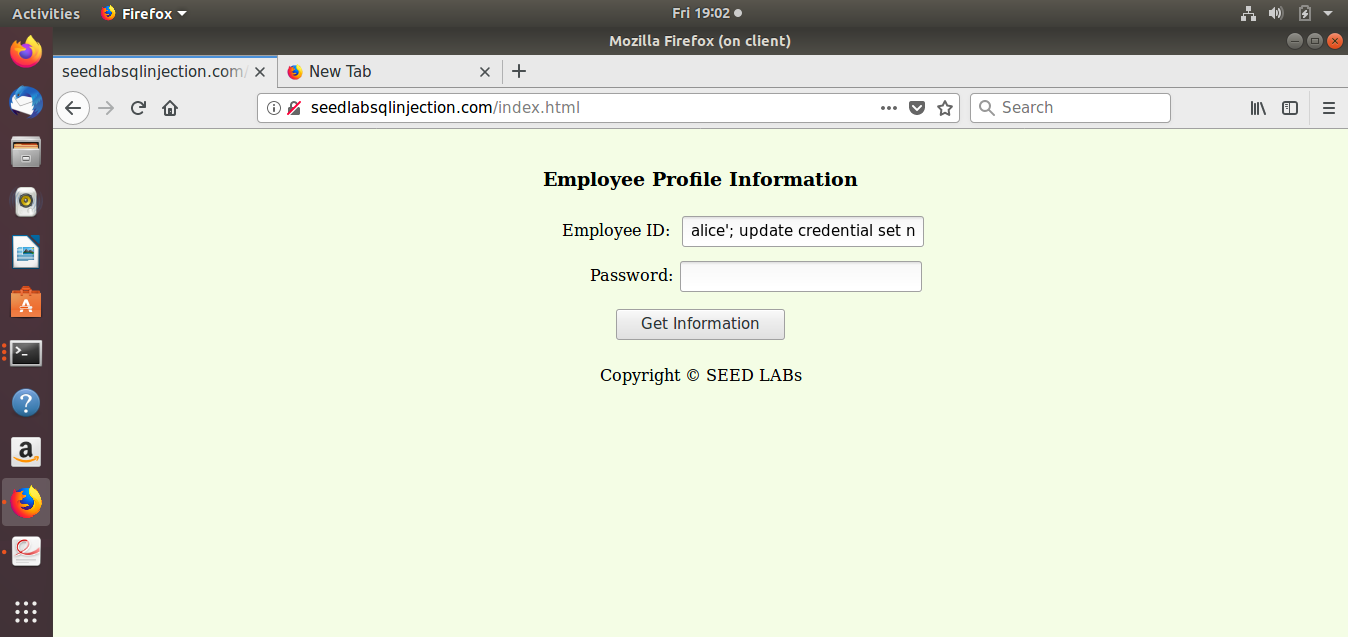 Activities Firefox Fri 19:02
Mozilla Firefox (on client)
seedlabsqlinjection.com/ New Tab
seedlabsqlinjection.com/index.html Search
Employee Profile Information
Employee ID: alice'; update credential set n
Password:
Get Information
Copyright © SEED LABs